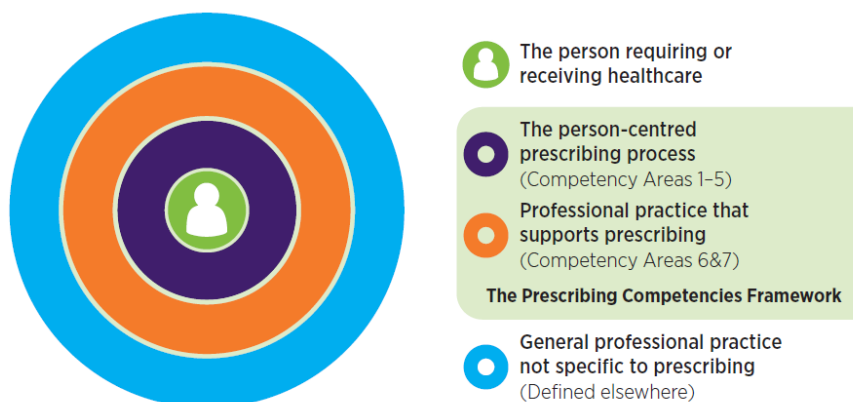 The person requiring or
receiving healthcare
The person-centred
prescribing process
(Competency Areas 1–5)
Professional practice that
supports prescribing
(Competency Areas 6&7)
The Prescribing Competencies Framework
General professional practice
not specific to prescribing
(Defined elsewhere)